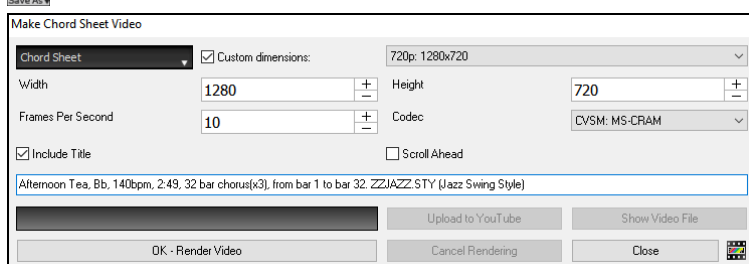 Save As
Make Chord Sheet Video
Chord Sheet Custom dimensions: 720p: 1280x720
Width 1280 + − Height 720 + −
Frames Per Second 10 + − Codec CVSM: MS-CRAM
Include Title Scroll Ahead
Afternoon Tea, Bb, 140bpm, 2:49, 32 bar chorus(x3), from bar 1 to bar 32. ZZJAZZ.STY (Jazz Swing Style)
Upload to YouTube Show Video File
OK - Render Video Cancel Rendering Close